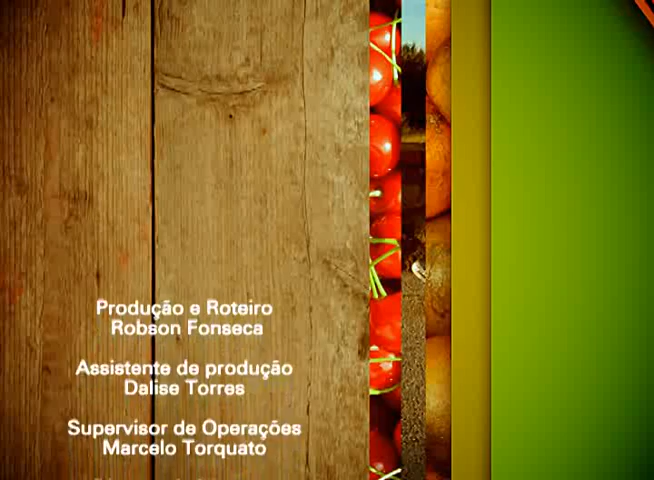 Produção e Roteiro
Robson Fonseca
Assistente de produção
Dalise Torres
Supervisor de Operações
Marcelo Torquato